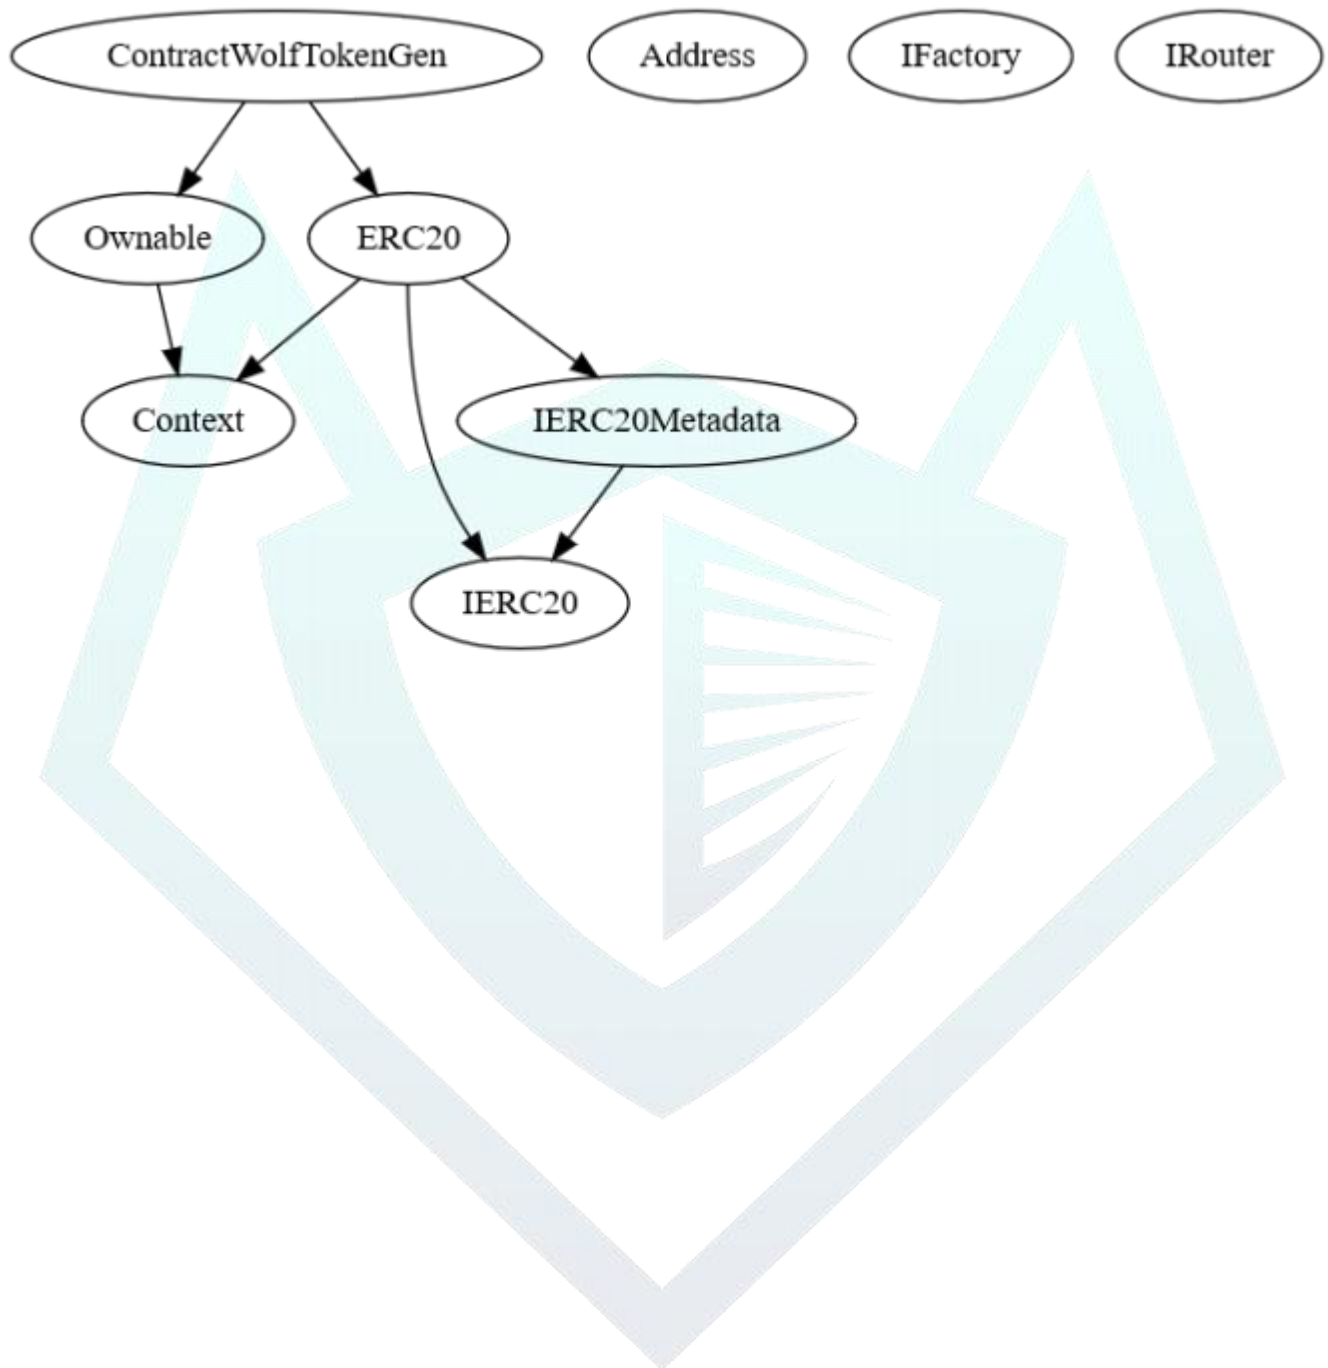 ContractWolfTokenGen
Address
IFactory
IRouter
Ownable
ERC20
Context
IERC20Metadata
IERC20